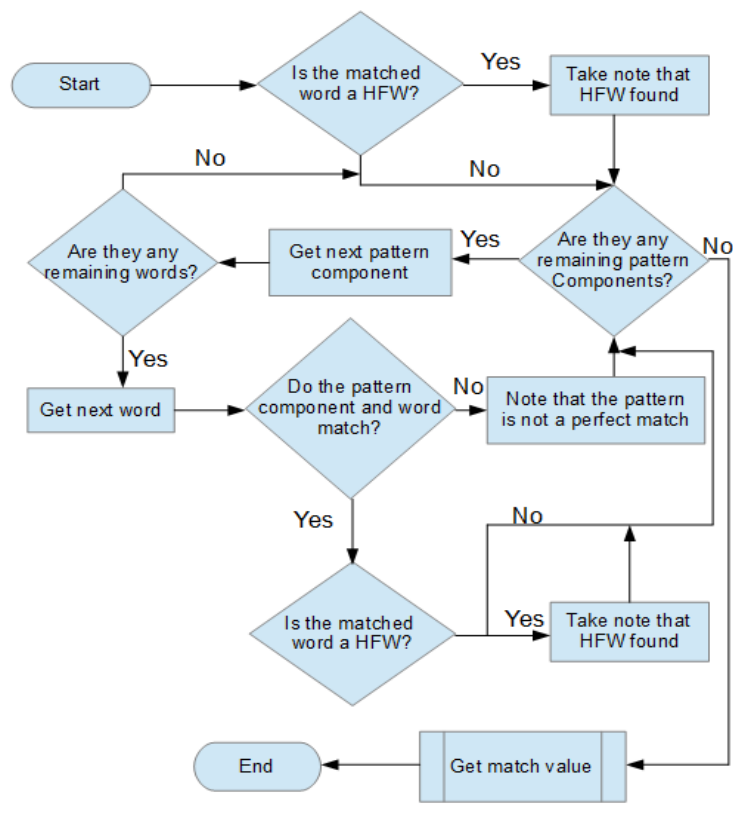 Start
Is the matched
word a HFW?
Yes
Take note that
HFW found
No
No
Are they any
remaining words?
Get next pattern
component
Yes
Are they any
remaining pattern
Components?
No
Yes
Get next word
Do the pattern
component and word
match?
No
Note that the pattern
is not a perfect match
Yes
No
Is the matched
word a HFW?
Yes
Take note that
HFW found
End
Get match value